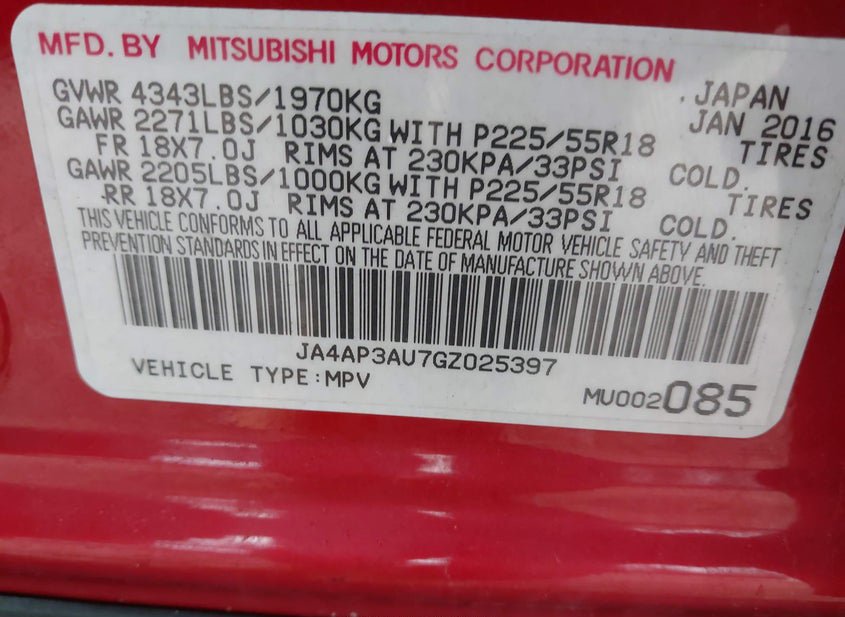 MFD. BY MITSUBISHI MOTORS CORPORATION
GVWR 4343LBS/1970KG . JAPAN
GAWR 2271LBS/1030KG WITH P225/55R18 JAN 2016
FR 18X7.0J RIMS AT 230KPA/33PSI COLD. TIRES
GAWR 2205LBS/1000KG WITH P225/55R18 TIRES
RR 18X7.0J RIMS AT 230KPA/33PSI COLD.
THIS VEHICLE CONFORMS TO ALL APPLICABLE FEDERAL MOTOR VEHICLE SAFETY AND THEFT
PREVENTION STANDARDS IN EFFECT ON THE DATE OF MANUFACTURE SHOWN ABOVE.
JA4AP3AU7GZ025397
VEHICLE TYPE:MPV
MU002085